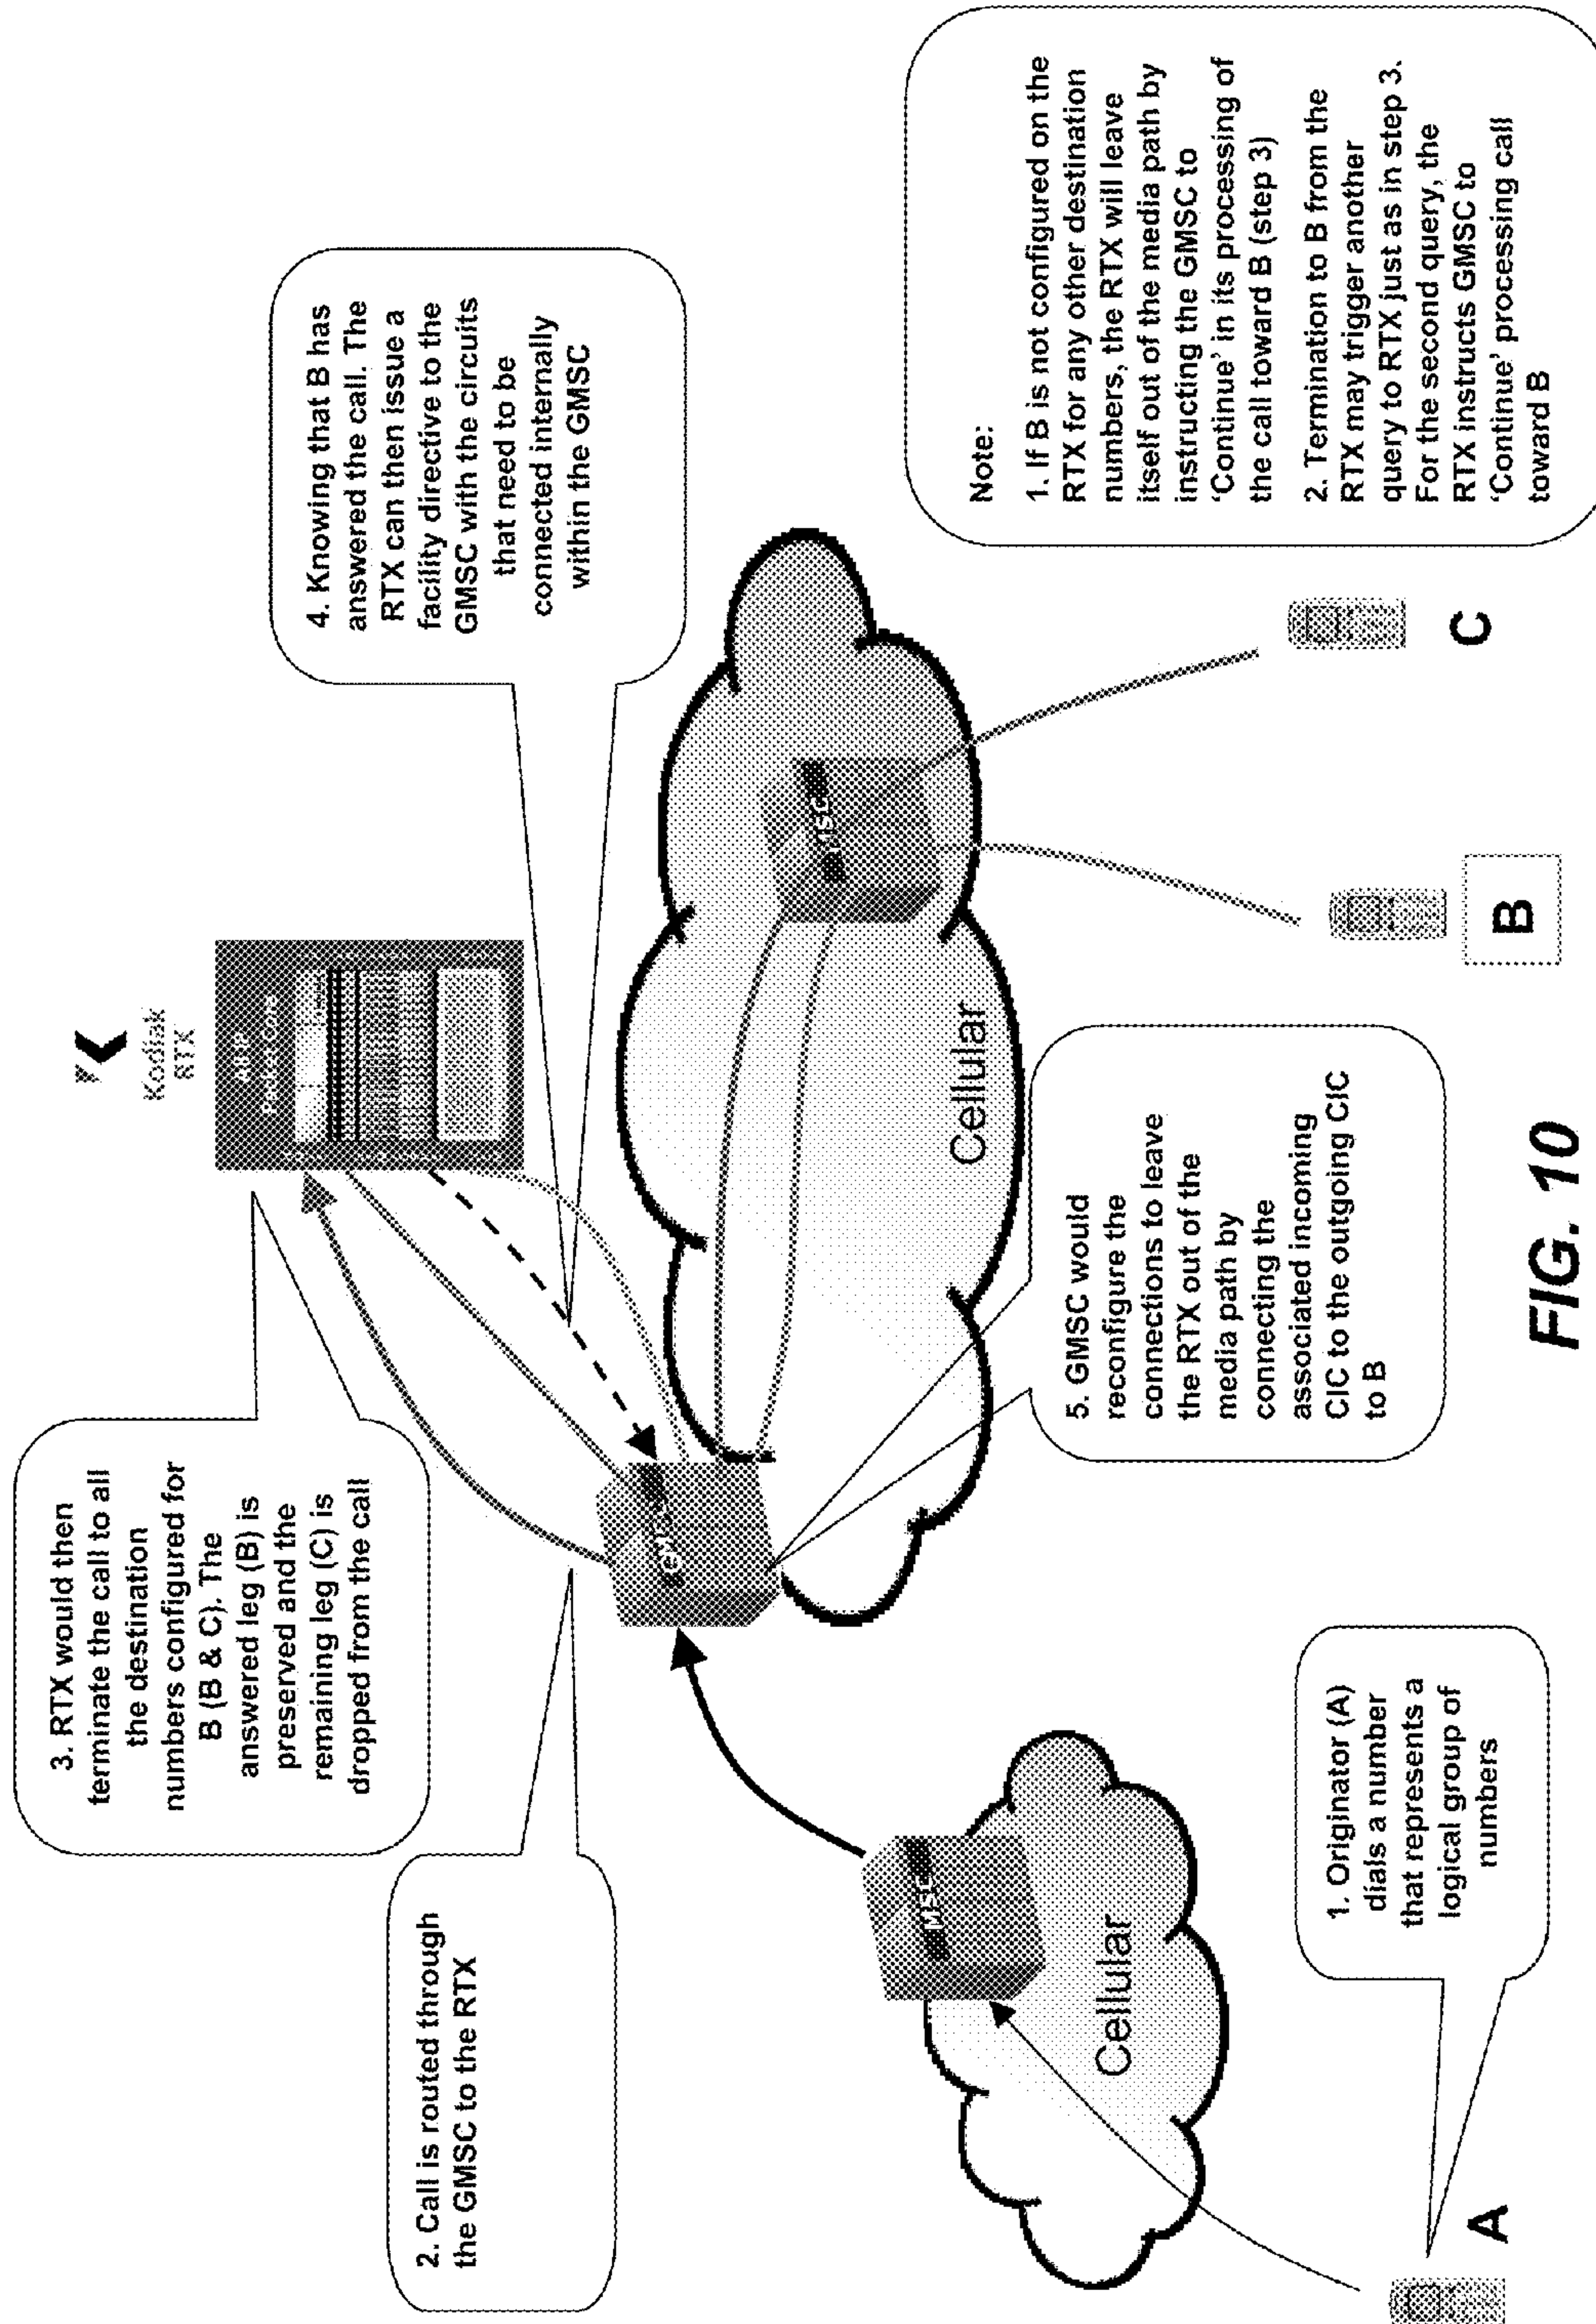 Kodiak
RTX
3. RTX would then
terminate the call to all
the destination
numbers configured for
B (B & C). The
answered leg (B) is
preserved and the
remaining leg (C) is
dropped from the call
4. Knowing that B has
answered the call. The
RTX can then issue a
facility directive to the
GMSC with the circuits
that need to be
connected internally
within the GMSC
2. Call is routed through
the GMSC to the RTX
GMSC
MSC
Cellular
MSC
Cellular
5. GMSC would
reconfigure the
connections to leave
the RTX out of the
media path by
connecting the
associated incoming
CIC to the outgoing CIC
to B
1. Originator (A)
dials a number
that represents a
logical group of
numbers
A
B
C
Note:
1. If B is not configured on the
RTX for any other destination
numbers, the RTX will leave
itself out of the media path by
instructing the GMSC to
'Continue' in its processing of
the call toward B (step 3)
2. Termination to B from the
RTX may trigger another
query to RTX just as in step 3.
For the second query, the
RTX instructs GMSC to
'Continue' processing call
toward B
FIG. 10